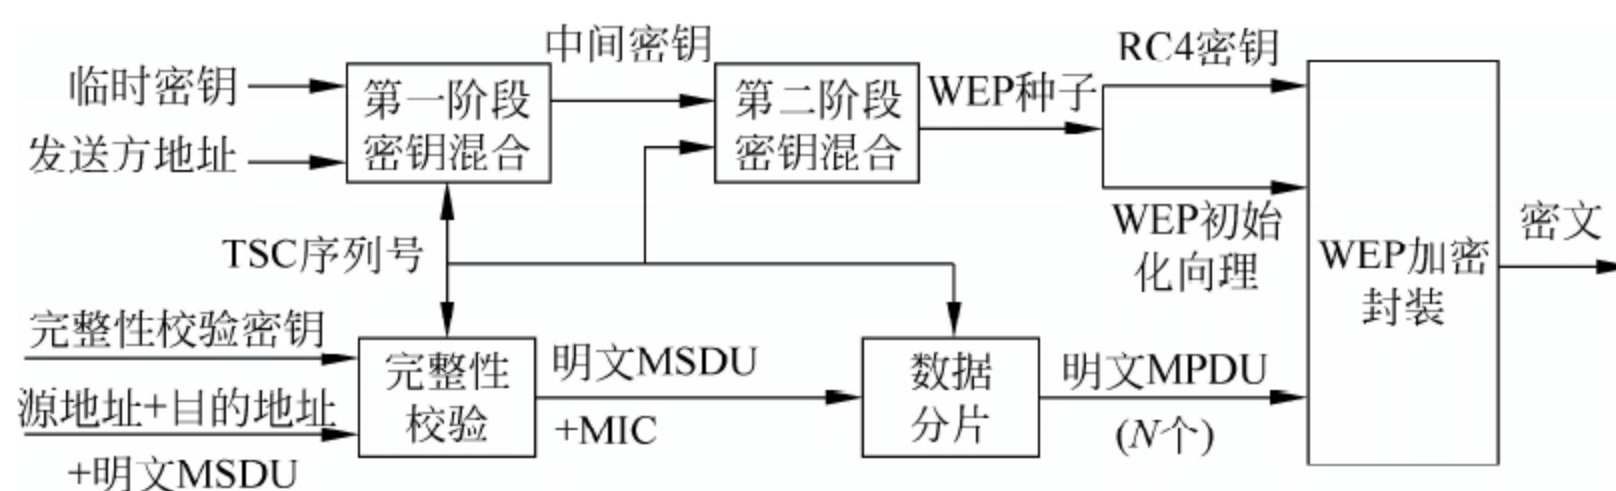 中间密钥
RC4密钥
临时密钥
第一阶段
密钥混合
第二阶段
密钥混合
WEP种子
发送方地址
WEP初始
化向理
TSC序列号
WEP加密
封装
密文
完整性校验密钥
完整性
校验
明文MSDU
+MIC
数据
分片
明文MPDU
(N个)
源地址+目的地址
+明文MSDU